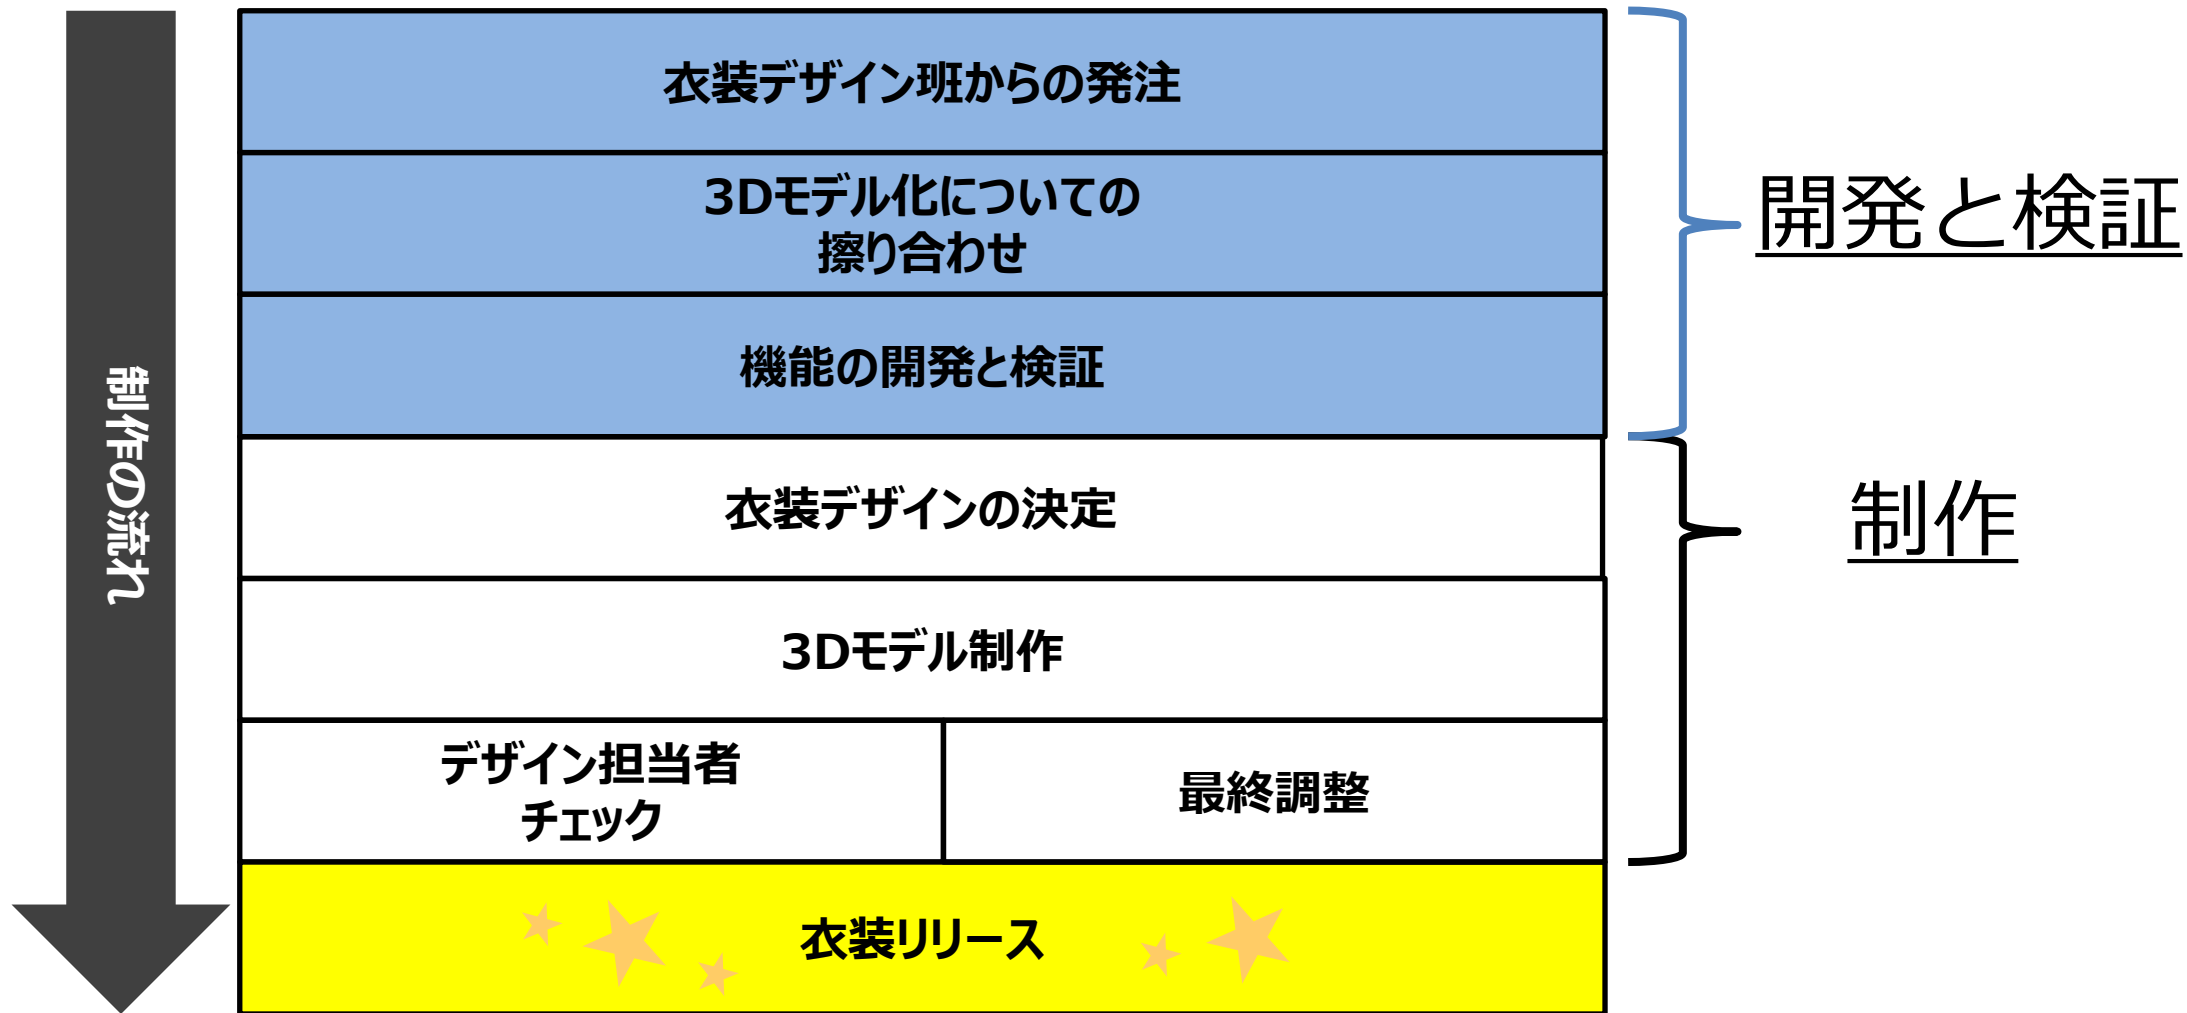 制作の流れ
衣装デザイン班からの発注
3Dモデル化についての
擦り合わせ
機能の開発と検証
衣装デザインの決定
3Dモデル制作
デザイン担当者
チェック
最終調整
衣装リリース
開発と検証
制作